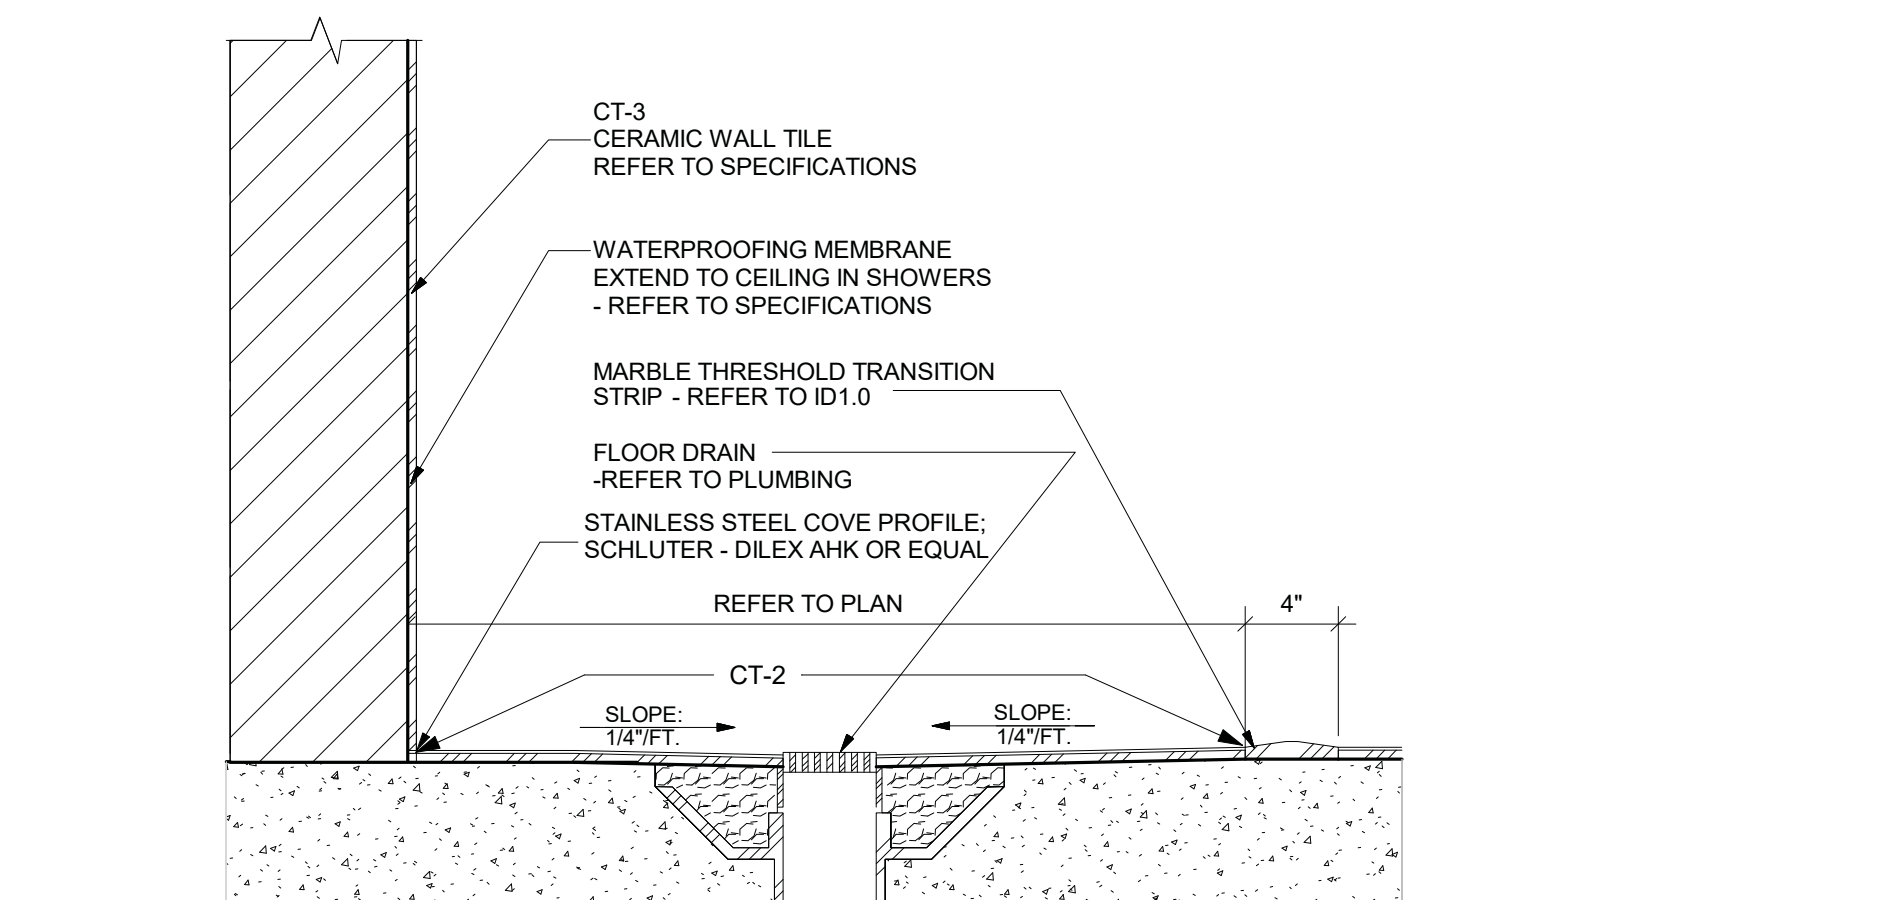 CT-3
CERAMIC WALL TILE
REFER TO SPECIFICATIONS
WATERPROOFING MEMBRANE
EXTEND TO CEILING IN SHOWERS
- REFER TO SPECIFICATIONS
MARBLE THRESHOLD TRANSITION
STRIP - REFER TO ID1.0
FLOOR DRAIN
-REFER TO PLUMBING
STAINLESS STEEL COVE PROFILE;
SCHLUTER - DILEX AHK OR EQUAL
REFER TO PLAN
4"
CT-2
SLOPE:
1/4"/FT.
SLOPE:
1/4"/FT.